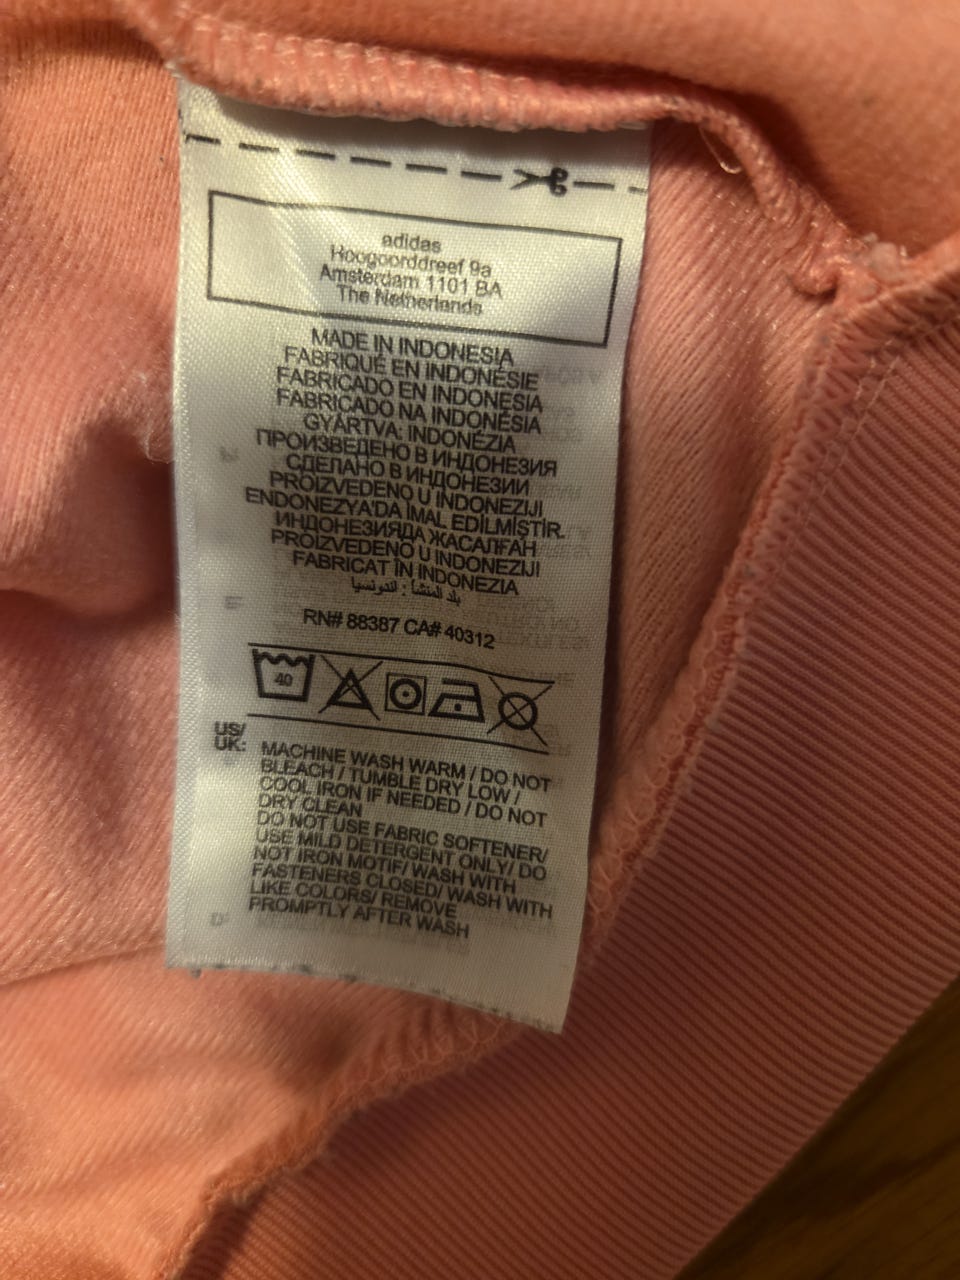 adidas
Hoogoorddreef 9a
Amsterdam 1101 BA
The Netherlands
MADE IN INDONESIA
FABRIQUÉ EN INDONÉSIE
FABRICADO EN INDONESIA
FABRICADO NA INDONÉSIA
GYÁRTVA: INDONÉZIA
ПРОИЗВЕДЕНО В ИНДОНЕЗИЯ
СДЕЛАНО В ИНДОНЕЗИИ
PROIZVEDENO U INDONEZIJI
ENDONEZYA'DA İMAL EDİLMİŞTİR.
ИНДОНЕЗИЯДА ЖАСАЛҒАН
PROIZVEDENO U INDONEZIJI
FABRICAT ÎN INDONEZIA
بلد المنشأ : اندونسيا
RN# 88387 CA# 40312
40
US/
UK:
MACHINE WASH WARM / DO NOT
BLEACH / TUMBLE DRY LOW /
COOL IRON IF NEEDED / DO NOT
DRY CLEAN
DO NOT USE FABRIC SOFTENER/
USE MILD DETERGENT ONLY/ DO
NOT IRON MOTIF/ WASH WITH
FASTENERS CLOSED/ WASH WITH
LIKE COLORS/ REMOVE
PROMPTLY AFTER WASH